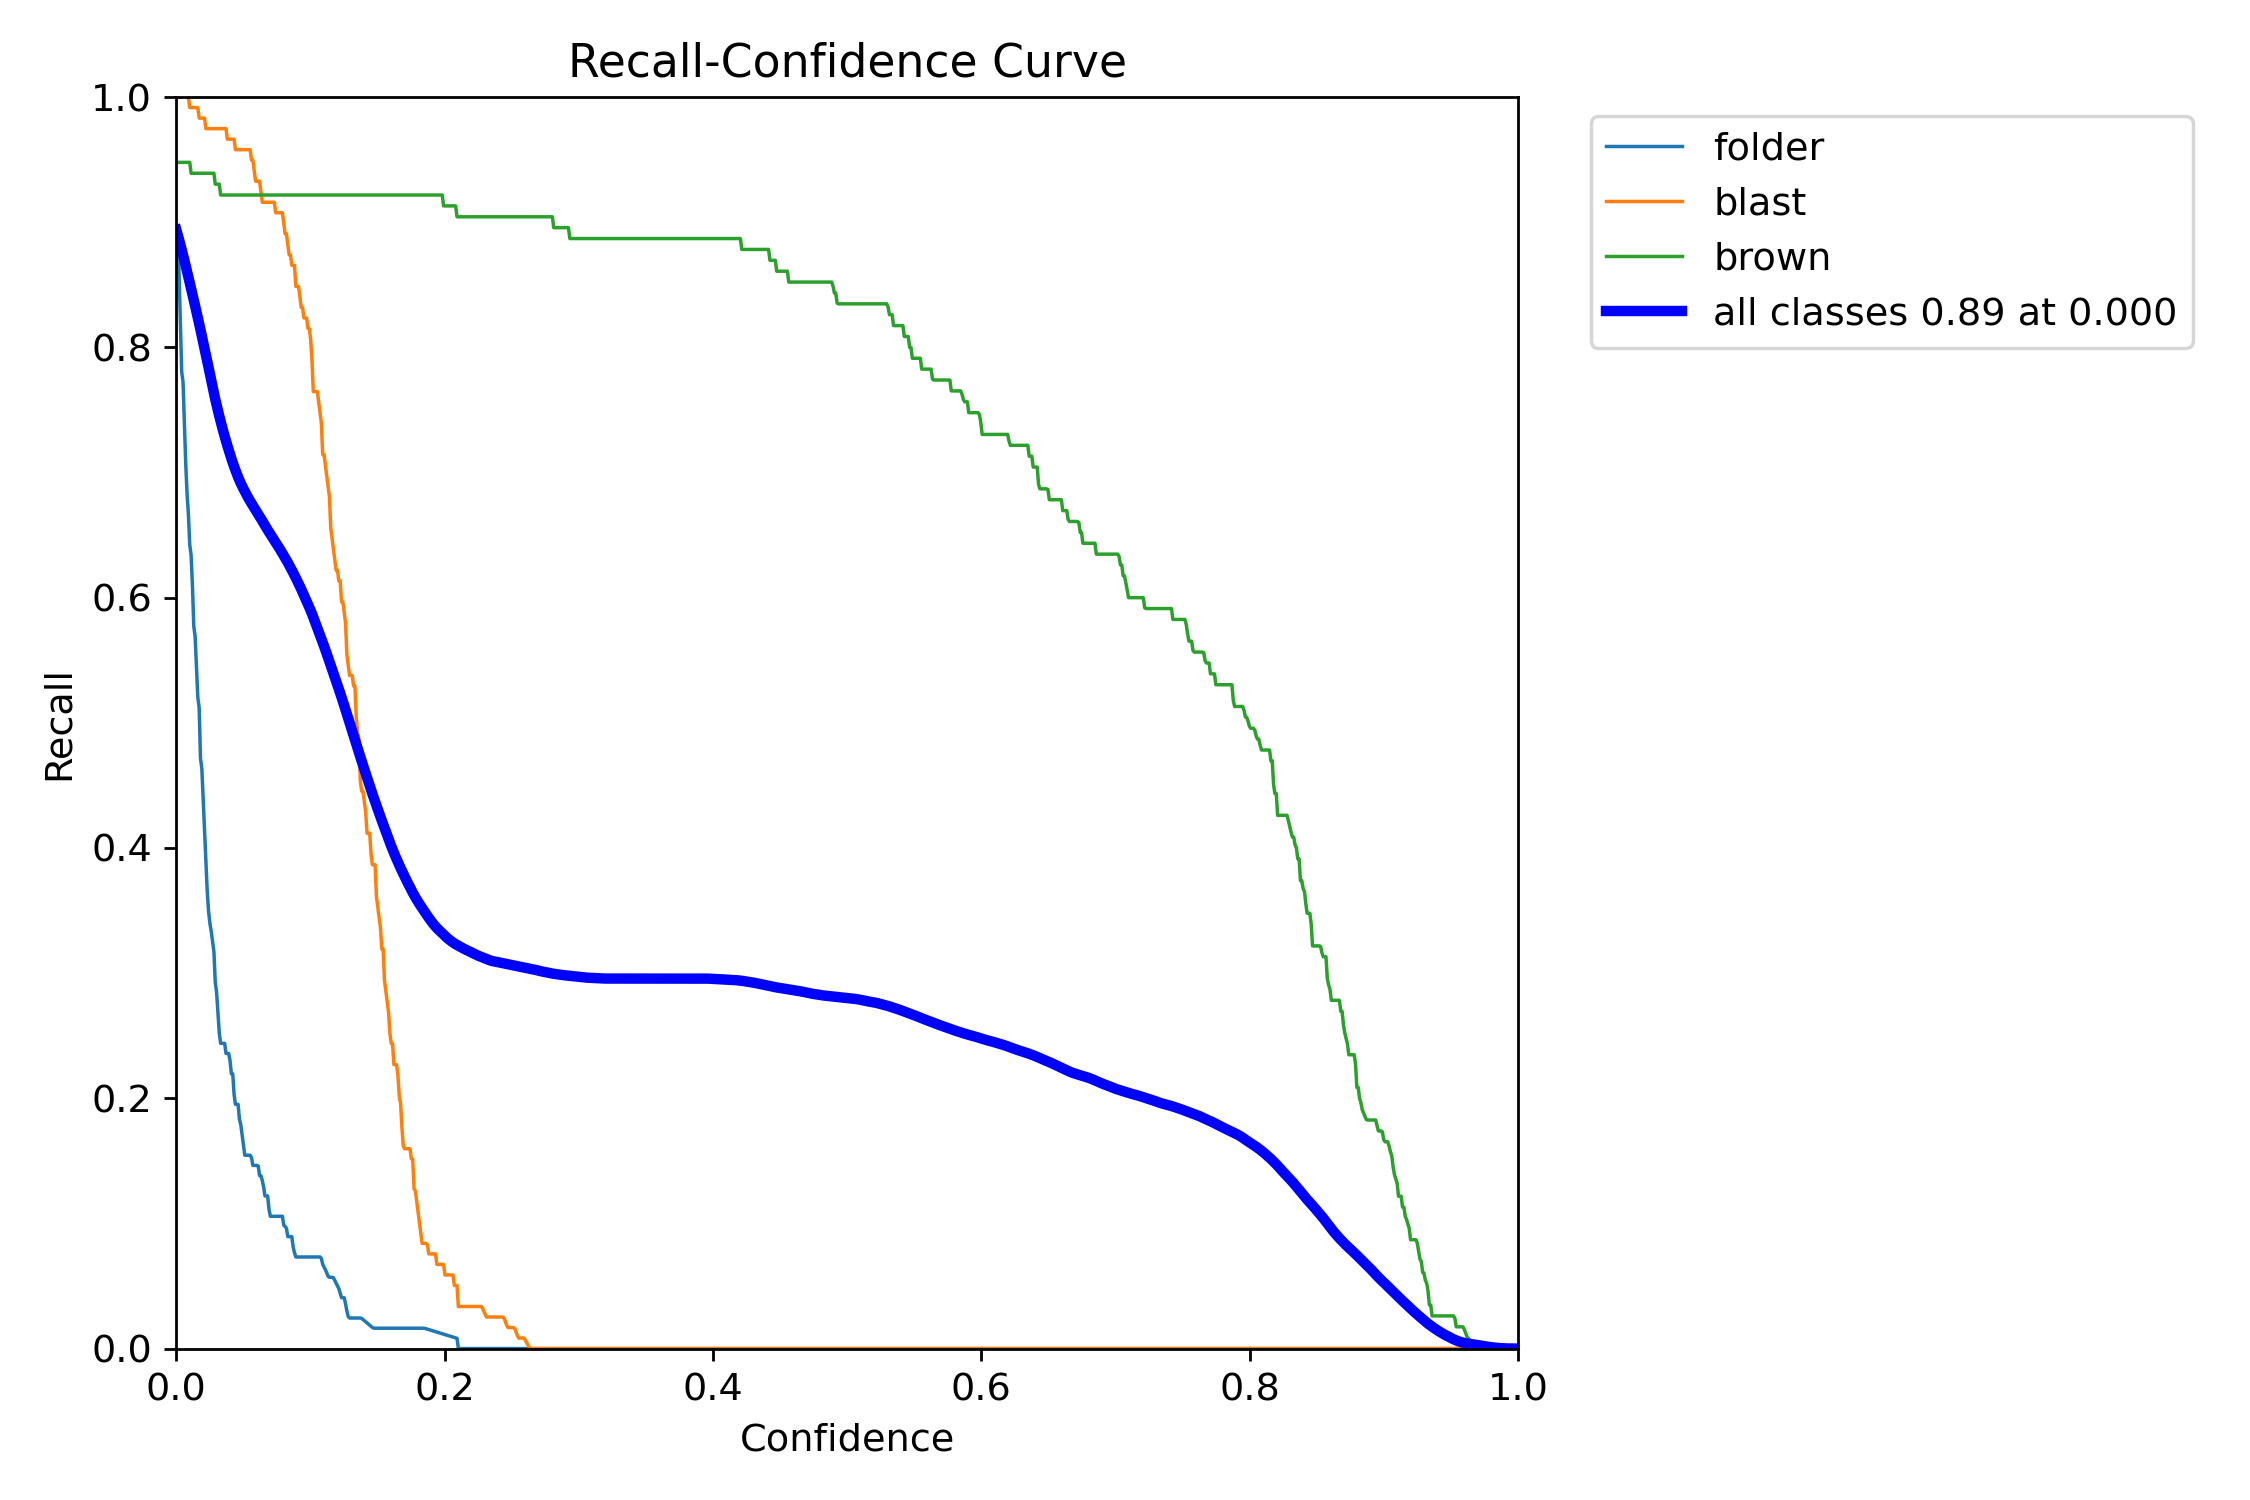 Recall-Confidence Curve
1.0
0.8
0.6
0.4
0.2
0.0
Recall
0.0 0.2 0.4 0.6 0.8 1.0
Confidence
folder
blast
brown
all classes 0.89 at 0.000